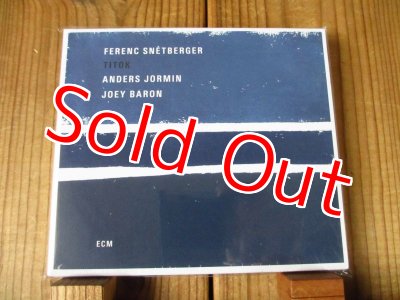 FERENC SNÉTBERGER
TITOK
ANDERS JORMIN
JOEY BARON
Sold Out
ECM